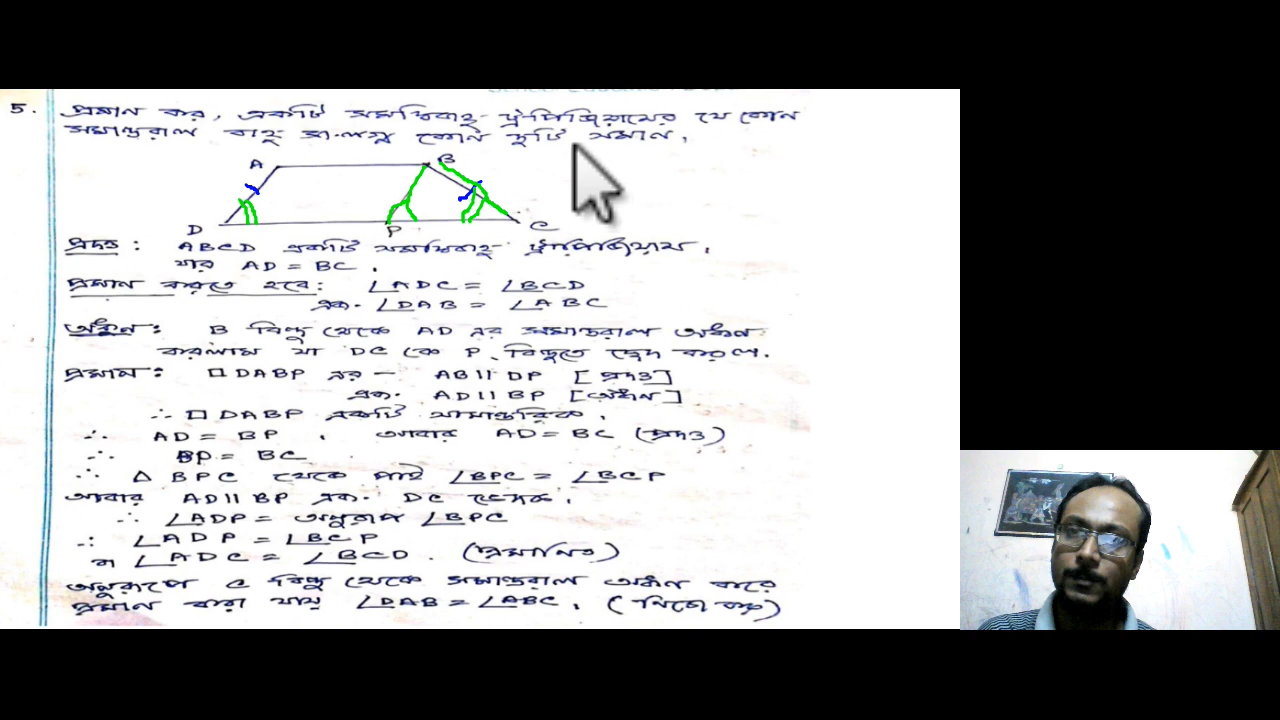 5. প্রমাণ কর, একটি সমদ্বিবাহু ট্রাপিজিয়ামের যে কোন
সমান্তরাল বাহু সংলগ্ন কোণ দুটি সমান।
A B
D P C
প্রদত্ত : ABCD একটি সমদ্বিবাহু ট্রাপিজিয়াম,
যার AD = BC.
প্রমাণ করতে হবে: ∠ADC = ∠BCD
এবং ∠DAB = ∠ABC
অঙ্কন : B বিন্দু থেকে AD এর সমান্তরাল অঙ্কন
করলাম যা DC কে P বিন্দুতে ছেদ করল.
প্রমাণ : □ DABP এর — AB || DP [প্রদত্ত]
এবং AD || BP [অঙ্কন]
∴ □ DABP একটি সামান্তরিক.
∴ AD = BP . আবার AD = BC (প্রদত্ত)
∴ BP = BC
∴ Δ BPC থেকে পাই ∠BPC = ∠BCP
আবার AD || BP এবং DC ভেদক.
∴ ∠ADP = অনুরূপ ∠BPC
∴ ∠ADP = ∠BCP
বা ∠ADC = ∠BCD . (প্রমাণিত)
অনুরূপে C বিন্দু থেকে সমান্তরাল অঙ্কন করে
প্রমাণ করা যায় ∠DAB = ∠ABC. (নিজে কর)